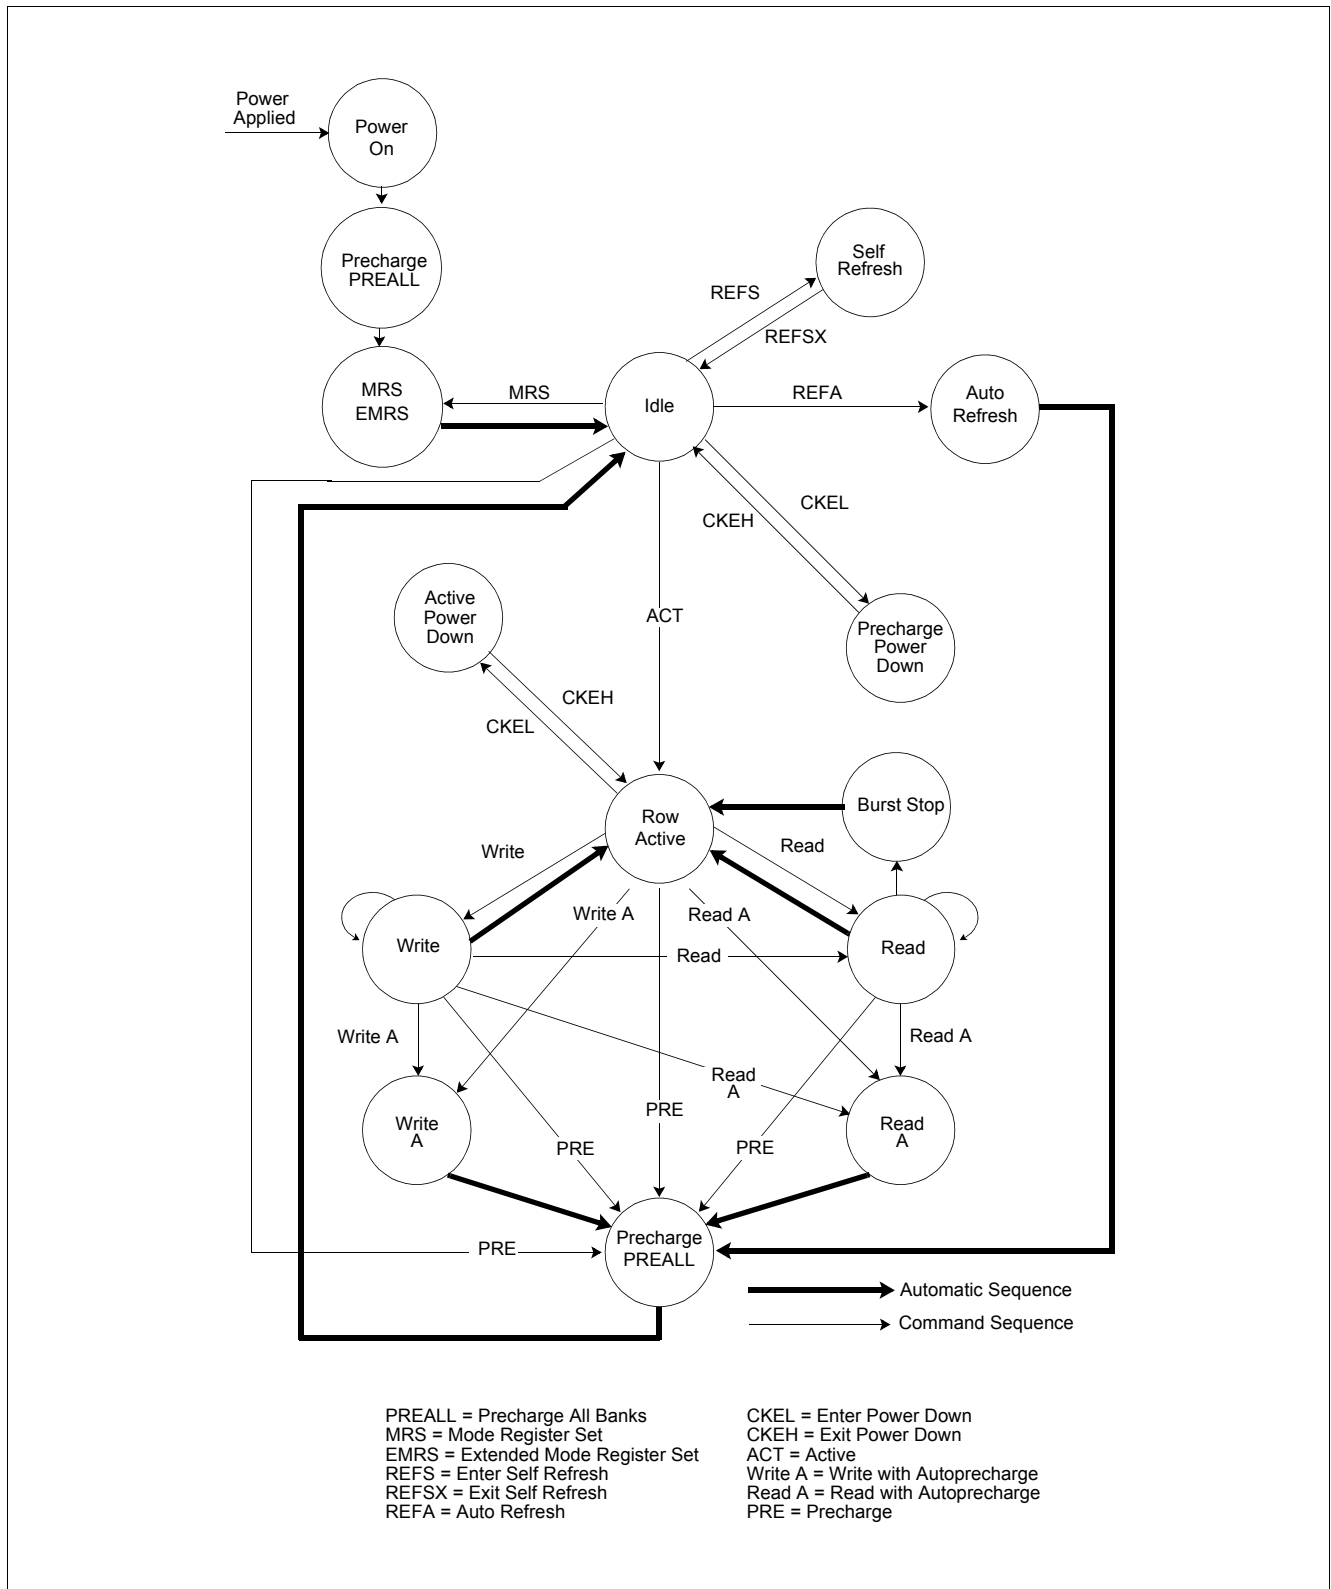 Power
Applied
Power
On
Precharge
PREALL
Self
Refresh
REFS
REFSX
MRS
EMRS
MRS
Idle
REFA
Auto
Refresh
CKEL
CKEH
Active
Power
Down
ACT
Precharge
Power
Down
CKEH
CKEL
Burst Stop
Row
Active
Write
Read
Write A
Read A
Write
Read
Read
Write A
Read A
Read
A
Write
A
PRE
Read
A
PRE
PRE
Precharge
PREALL
PRE
Automatic Sequence
Command Sequence
PREALL = Precharge All Banks
MRS = Mode Register Set
EMRS = Extended Mode Register Set
REFS = Enter Self Refresh
REFSX = Exit Self Refresh
REFA = Auto Refresh
CKEL = Enter Power Down
CKEH = Exit Power Down
ACT = Active
Write A = Write with Autoprecharge
Read A = Read with Autoprecharge
PRE = Precharge